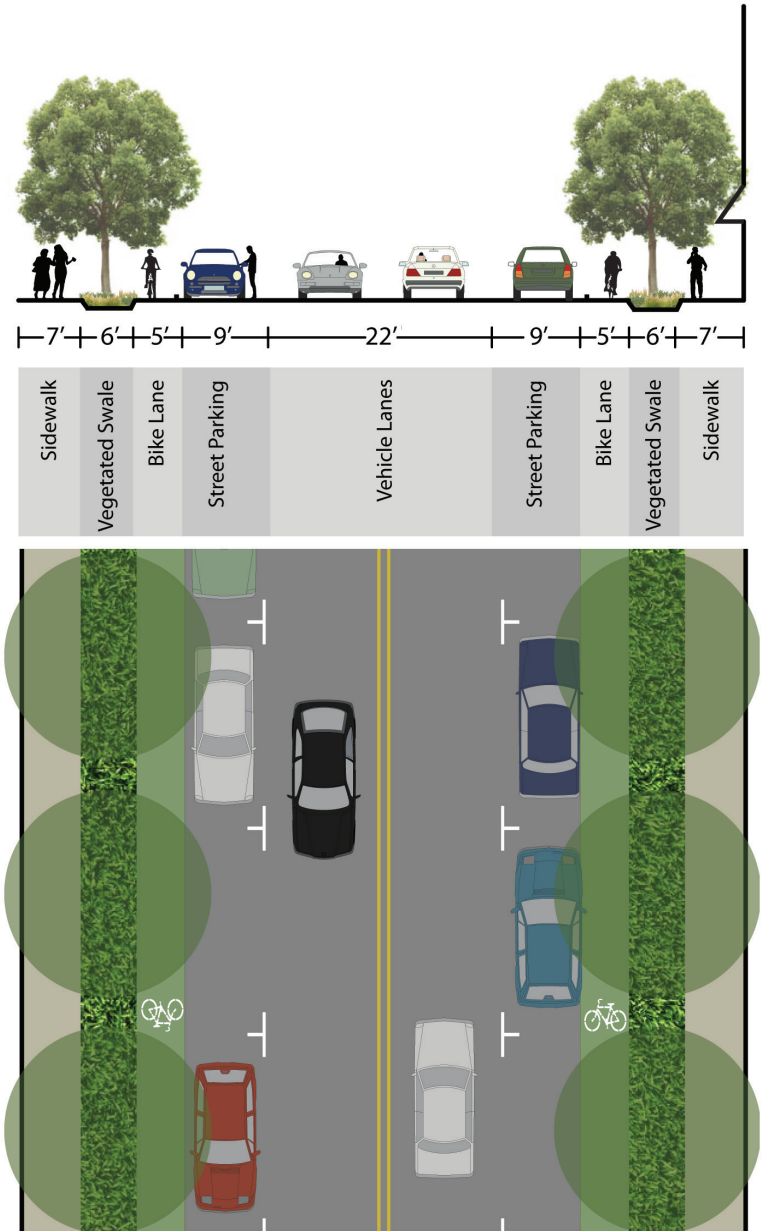 7’ 6’ 5’ 9’ 22’ 9’ 5’ 6’ 7’
Sidewalk
Vegetated Swale
Bike Lane
Street Parking
Vehicle Lanes
Street Parking
Bike Lane
Vegetated Swale
Sidewalk